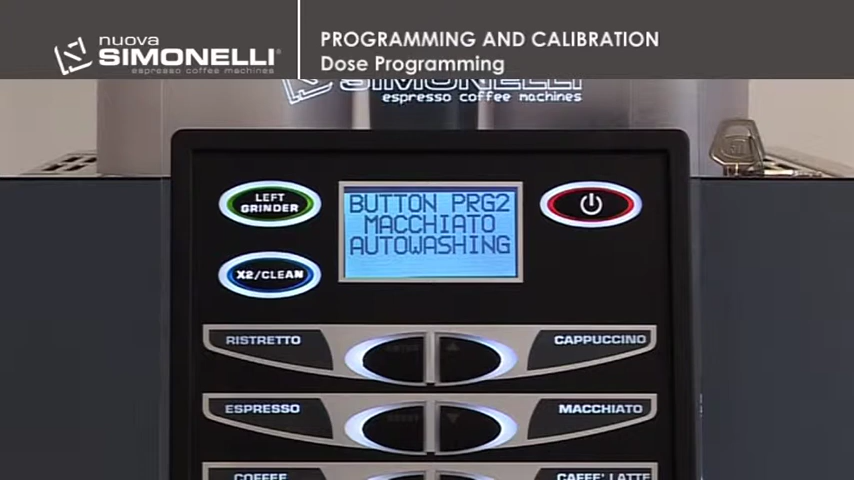 nuova
SIMONELLI
espresso coffee machines
PROGRAMMING AND CALIBRATION
Dose Programming
SIMONELLI
espresso coffee machines
LEFT
GRINDER
BUTTON PRG2
MACCHIATO
AUTOWASHING
X2/CLEAN
RISTRETTO
CAPPUCCINO
ESPRESSO
MACCHIATO
COFFEE
CAFFE' LATTE